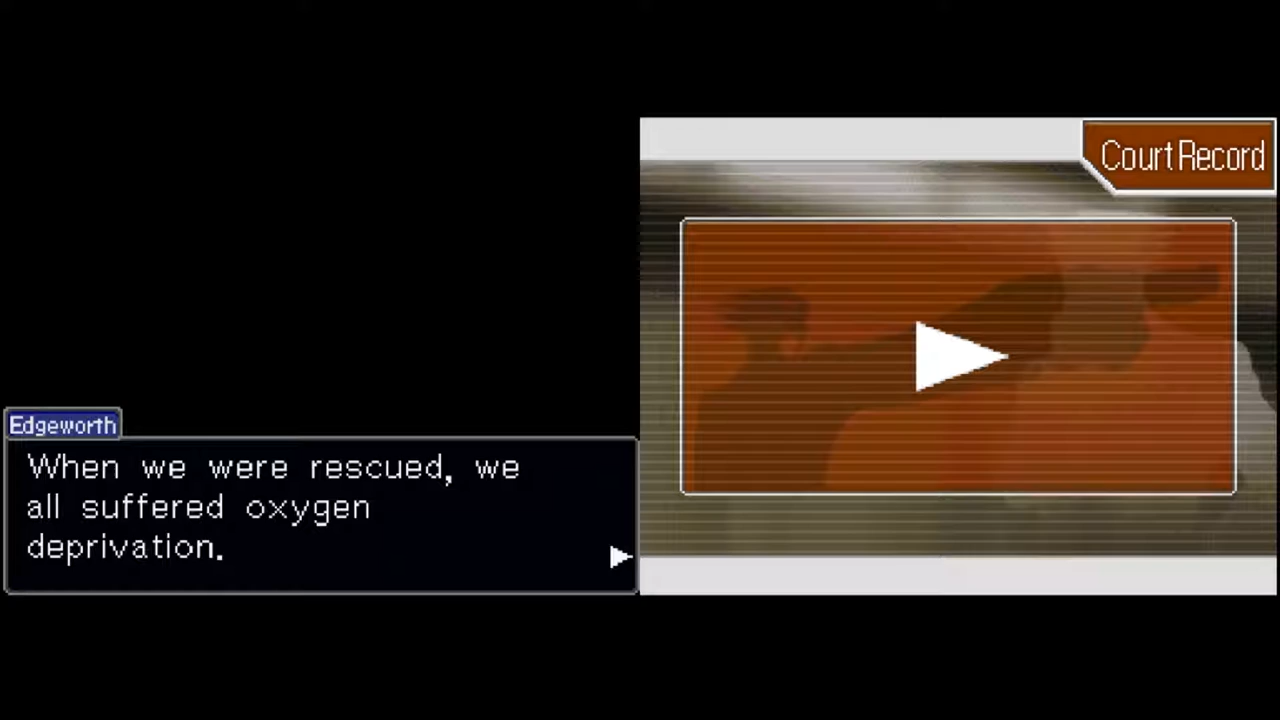 Court Record
Edgeworth
When we were rescued, we
all suffered oxygen
deprivation.